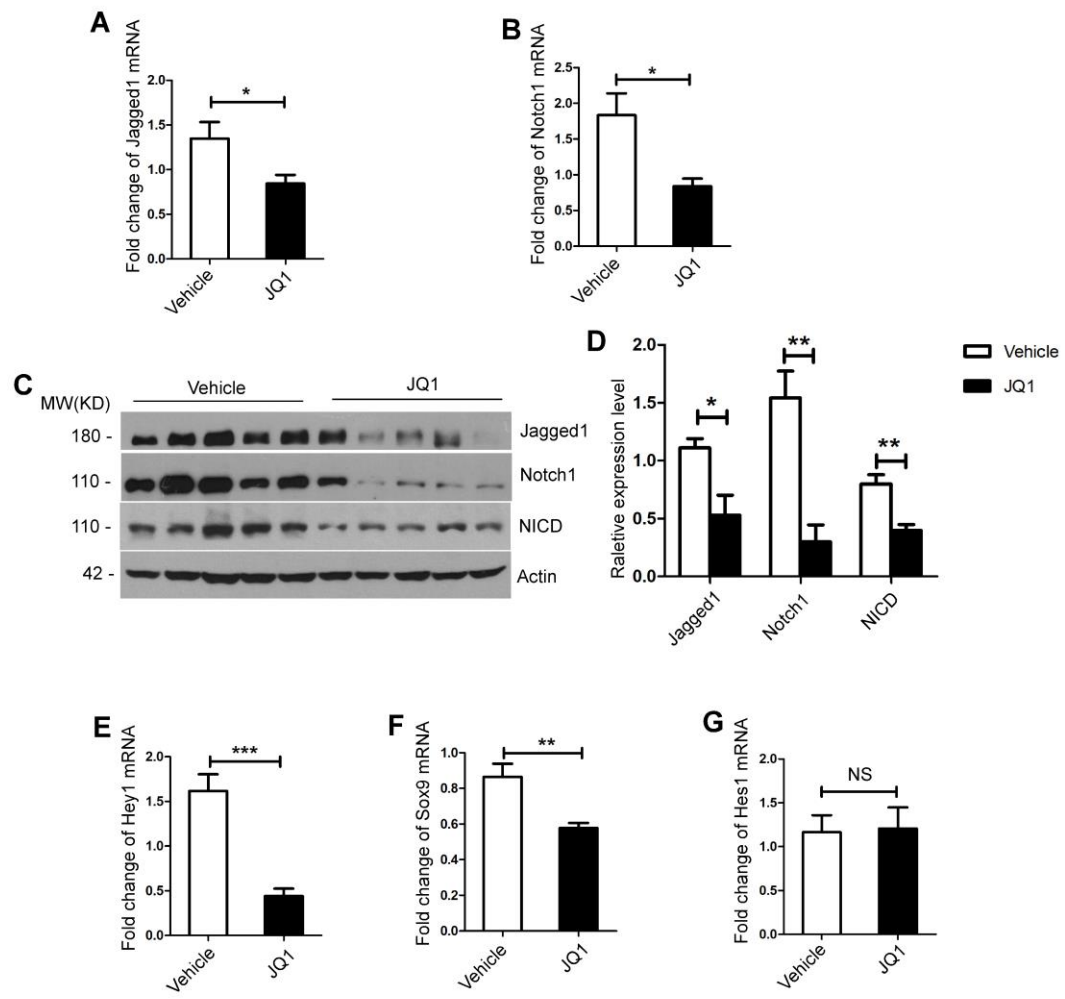 A
Fold change of Jagged1 mRNA
2.0
1.5
1.0
0.5
0.0
*
Vehicle
JQ1
B
Fold change of Notch1 mRNA
2.5
2.0
1.5
1.0
0.5
0.0
*
Vehicle
JQ1
C
MW(KD)
Vehicle
JQ1
180 -
Jagged1
110 -
Notch1
110 -
NICD
42 -
Actin
D
Raletive expression level
2.0
1.5
1.0
0.5
0.0
*
**
**
Jagged1
Notch1
NICD
Vehicle
JQ1
E
Fold change of Hey1 mRNA
2.0
1.5
1.0
0.5
0.0
***
Vehicle
JQ1
F
Fold change of Sox9 mRNA
1.0
0.8
0.6
0.4
0.2
0.0
**
Vehicle
JQ1
G
Fold change of Hes1 mRNA
2.0
1.5
1.0
0.5
0.0
NS
Vehicle
JQ1